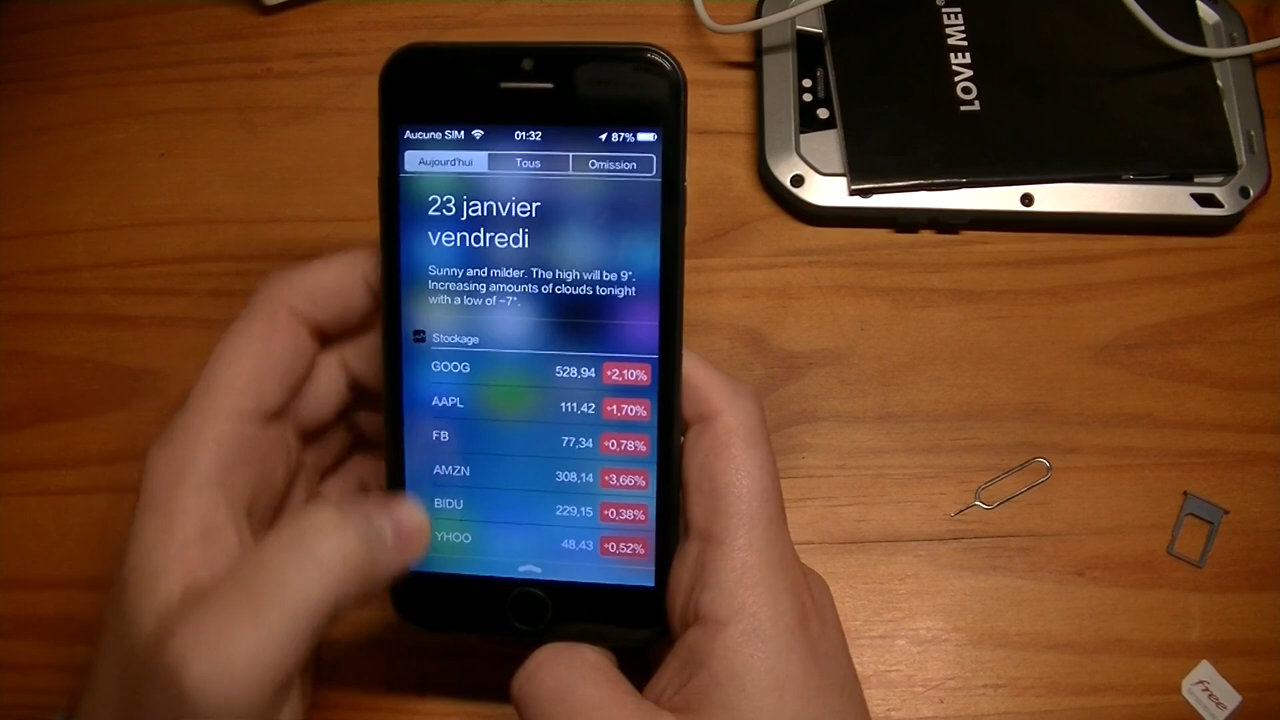 LOVE MEI®
Aucune SIM 01:32 87%
Aujourd'hui Tous Omission
23 janvier
vendredi
Sunny and milder. The high will be 9°.
Increasing amounts of clouds tonight
with a low of -7°.
Stockage
GOOG 528,94 +2,10%
AAPL 111,42 +1,70%
FB 77,34 +0,78%
AMZN 308,14 +3,66%
BIDU 229,15 +0,38%
YHOO 48,43 +0,52%
free